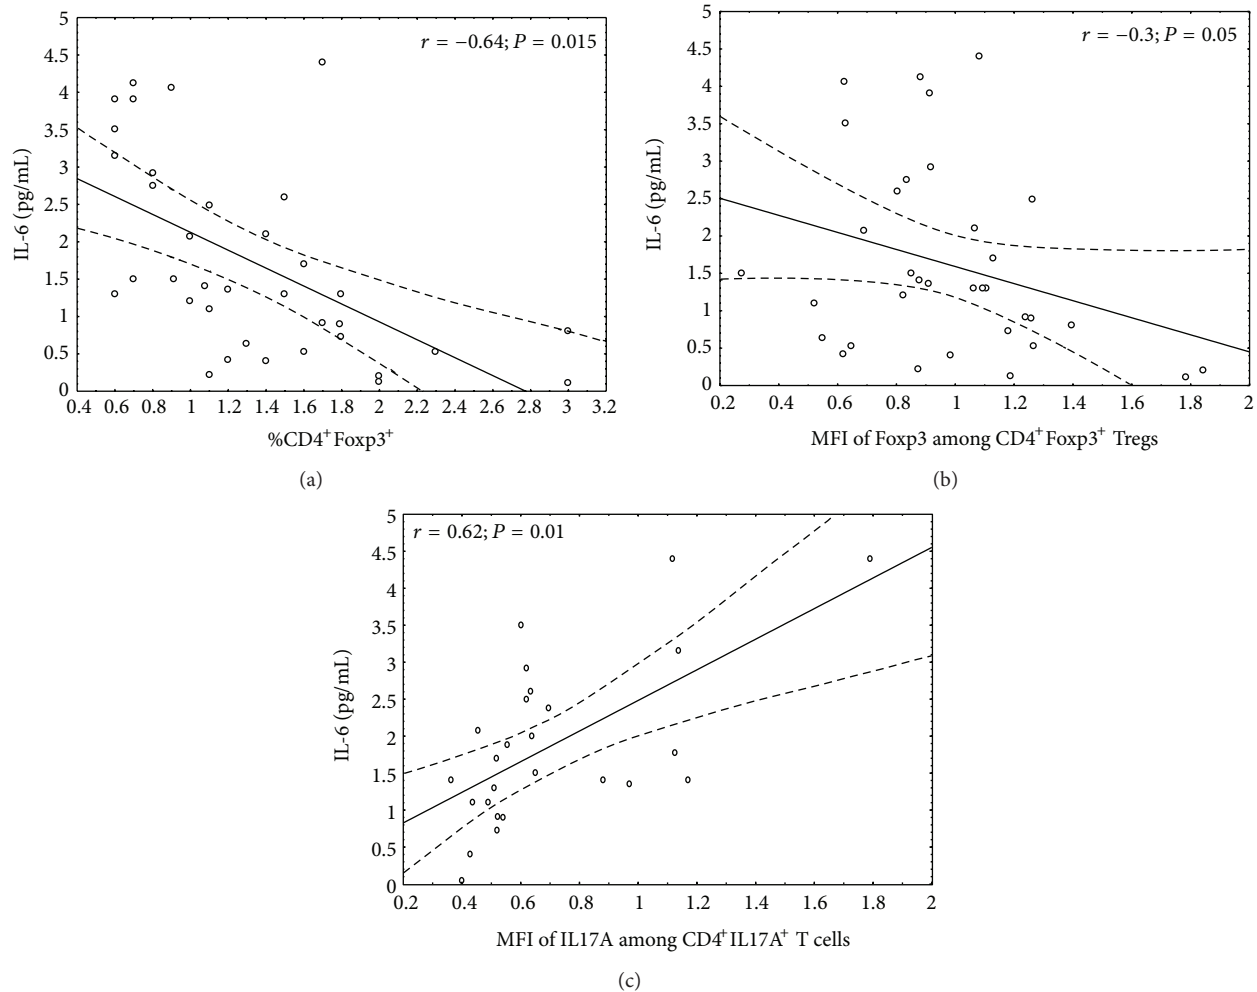 r = −0.64; P = 0.015
5
4.5
4
3.5
3
2.5
2
1.5
1
0.5
0
IL-6 (pg/mL)
0.4 0.6 0.8 1 1.2 1.4 1.6 1.8 2 2.2 2.4 2.6 2.8 3 3.2
%CD4+Foxp3+
(a)
r = −0.3; P = 0.05
5
4.5
4
3.5
3
2.5
2
1.5
1
0.5
0
IL-6 (pg/mL)
0.2 0.4 0.6 0.8 1 1.2 1.4 1.6 1.8 2
MFI of Foxp3 among CD4+Foxp3+ Tregs
(b)
r = 0.62; P = 0.01
5
4.5
4
3.5
3
2.5
2
1.5
1
0.5
0
IL-6 (pg/mL)
0.2 0.4 0.6 0.8 1 1.2 1.4 1.6 1.8 2
MFI of IL17A among CD4+IL17A+ T cells
(c)